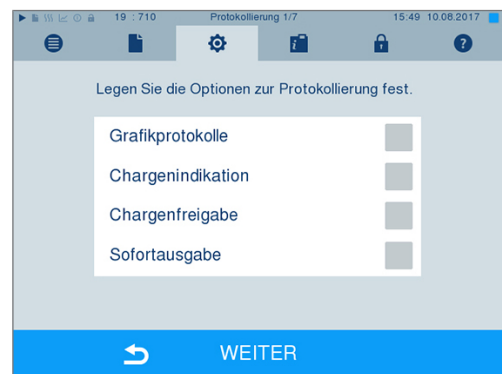 19 : 710 Protokollierung 1/7 15:49 10.08.2017
Legen Sie die Optionen zur Protokollierung fest.
Grafikprotokolle
Chargenindikation
Chargenfreigabe
Sofortausgabe
WEITER